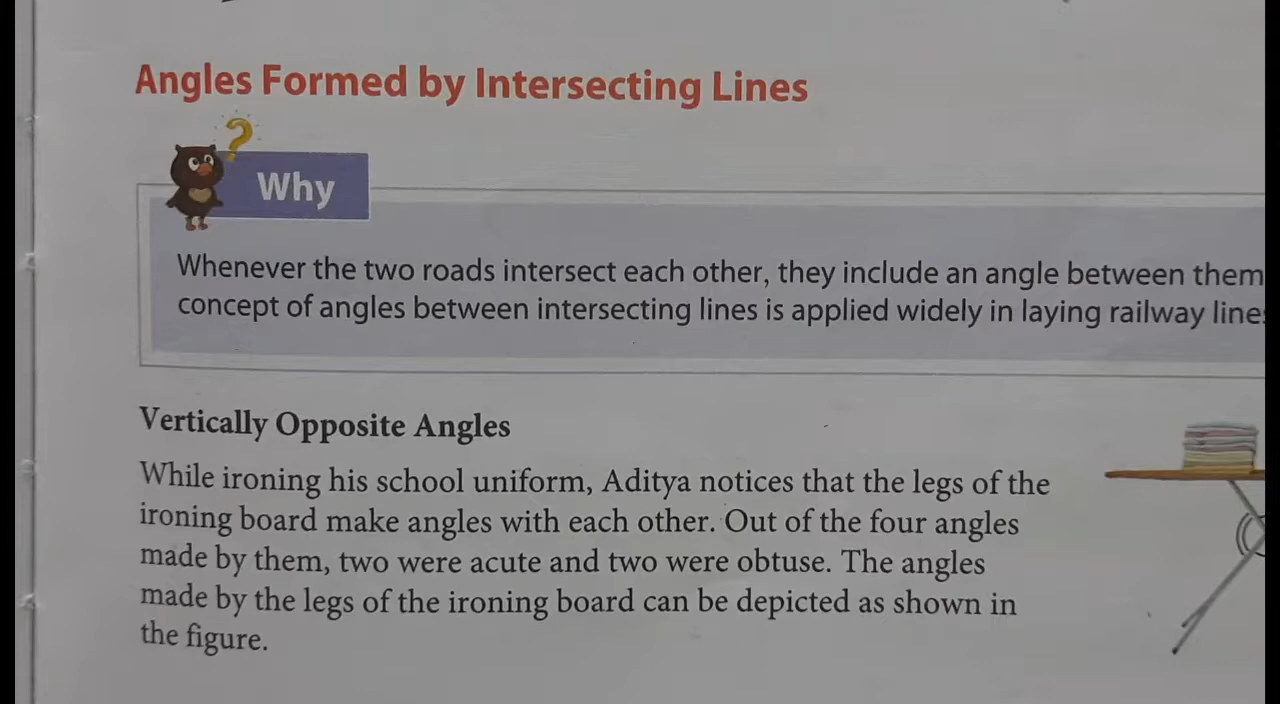 Angles Formed by Intersecting Lines
?
Why
Whenever the two roads intersect each other, they include an angle between them
concept of angles between intersecting lines is applied widely in laying railway line
Vertically Opposite Angles
While ironing his school uniform, Aditya notices that the legs of the
ironing board make angles with each other. Out of the four angles
made by them, two were acute and two were obtuse. The angles
made by the legs of the ironing board can be depicted as shown in
the figure.